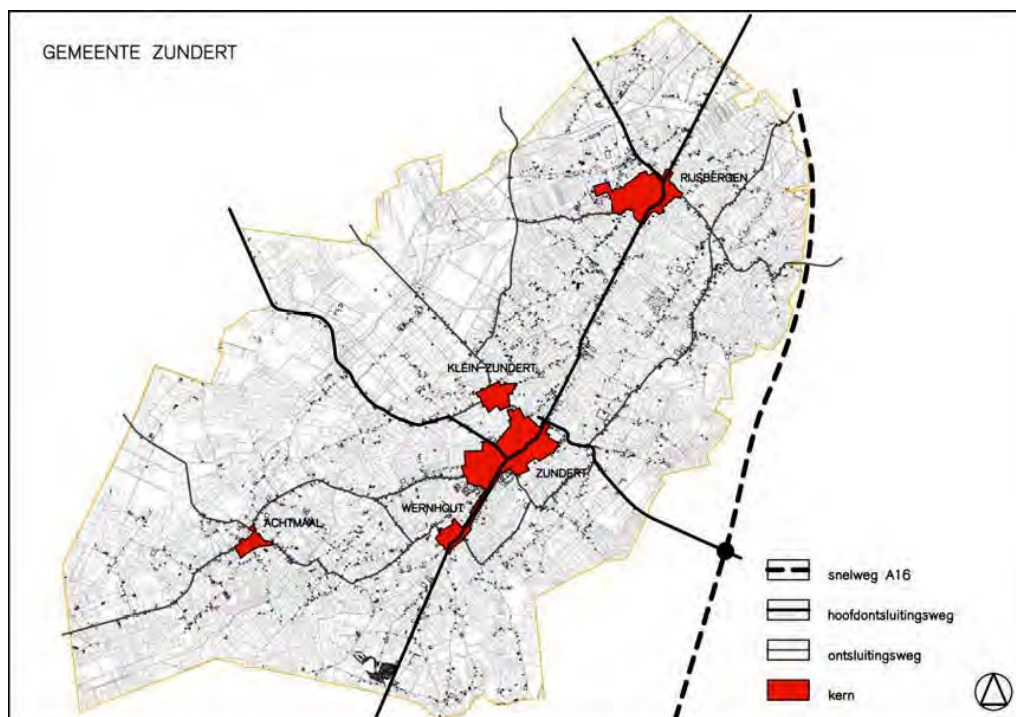 GEMEENTE ZUNDERT
RIJSBERGEN
KLEIN-ZUNDERT
ZUNDERT
WERNHOUT
ACHTMAAL
snelweg A16
hoofdontsluitingsweg
ontsluitingsweg
kern